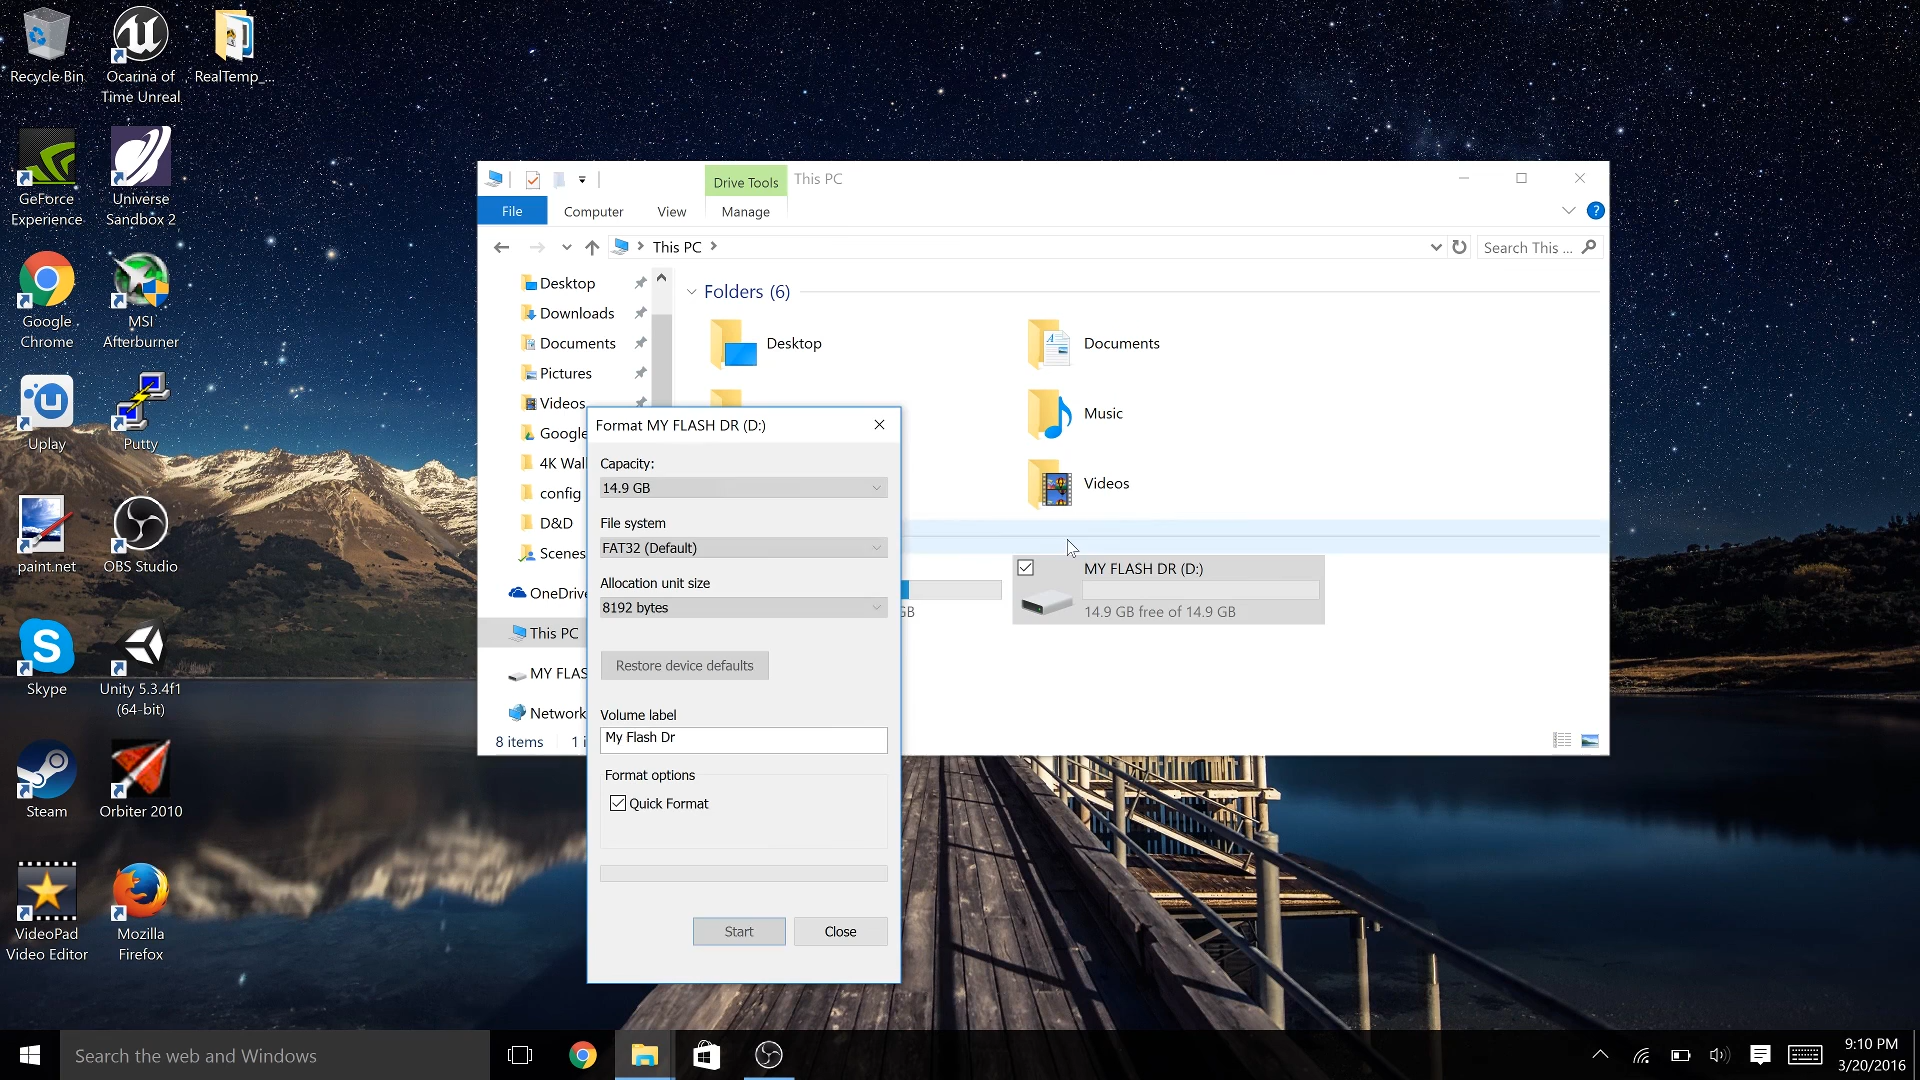 Recycle Bin
Ocarina of
Time Unreal
RealTemp_...
GeForce
Experience
Universe
Sandbox 2
Google
Chrome
MSI
Afterburner
Uplay
Putty
paint.net
OBS Studio
Skype
Unity 5.3.4f1
(64-bit)
Steam
Orbiter 2010
VideoPad
Video Editor
Mozilla
Firefox
Drive Tools
This PC
File
Computer
View
Manage
This PC
Search This ...
Desktop
Downloads
Documents
Pictures
Videos
Google
4K Wal
config
D&D
Scenes
OneDrive
This PC
MY FLAS
Network
8 items
1 i
Folders (6)
Desktop
Documents
Music
Videos
GB
MY FLASH DR (D:)
14.9 GB free of 14.9 GB
Format MY FLASH DR (D:)
Capacity:
14.9 GB
File system
FAT32 (Default)
Allocation unit size
8192 bytes
Restore device defaults
Volume label
My Flash Dr
Format options
Quick Format
Start
Close
Search the web and Windows
9:10 PM
3/20/2016